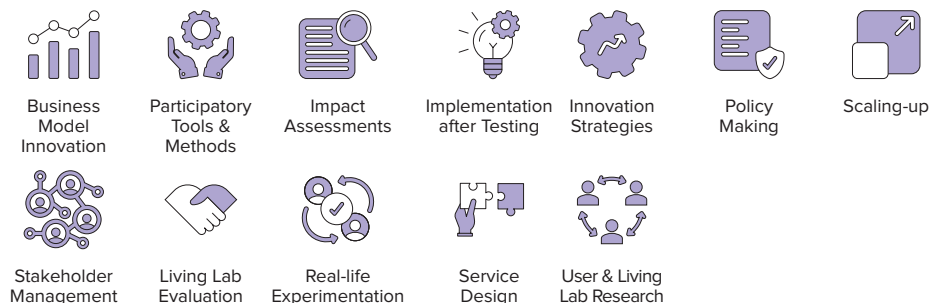 Business
Model
Innovation
Participatory
Tools &
Methods
Impact
Assessments
Implementation
after Testing
Innovation
Strategies
Policy
Making
Scaling-up
Stakeholder
Management
Living Lab
Evaluation
Real-life
Experimentation
Service
Design
User & Living
Lab Research